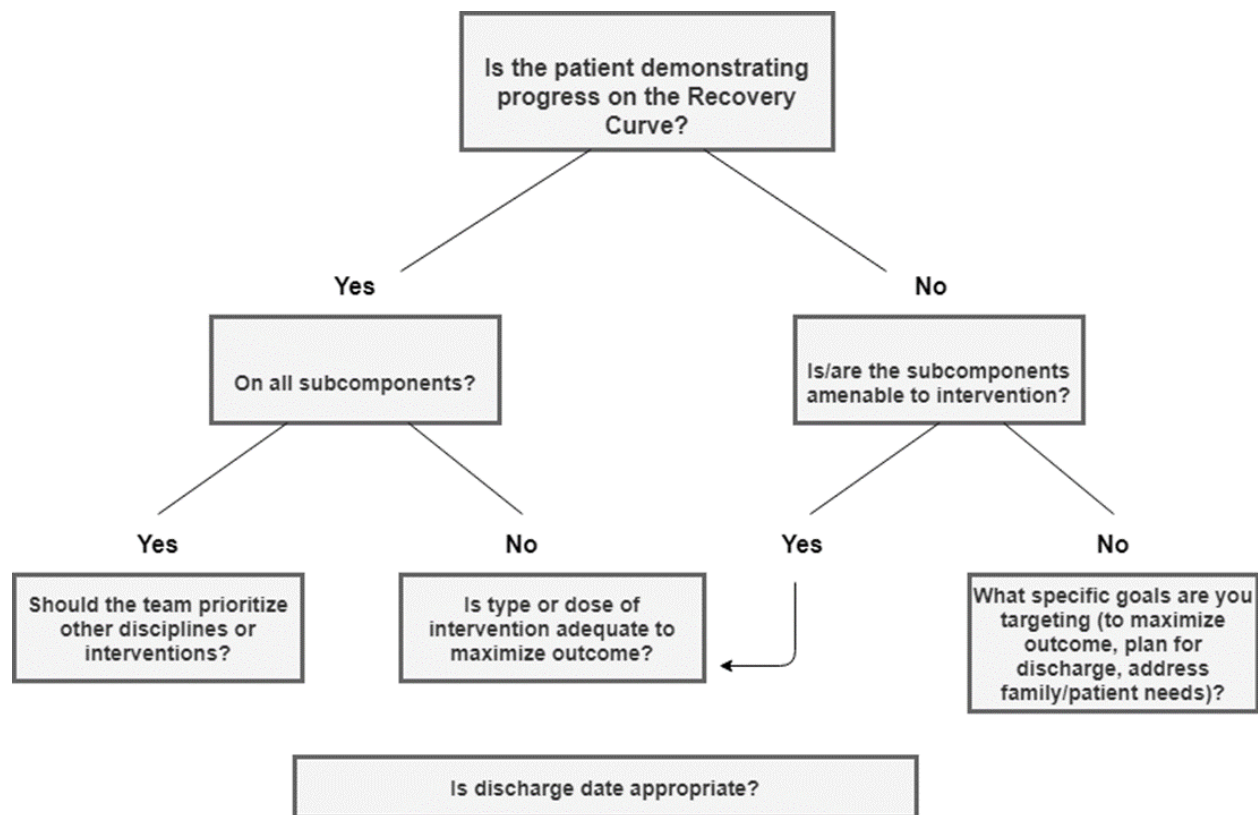 Is the patient demonstrating
progress on the Recovery
Curve?
Yes
No
On all subcomponents?
Is/are the subcomponents
amenable to intervention?
Yes
No
Yes
No
Should the team prioritize
other disciplines or
interventions?
Is type or dose of
intervention adequate to
maximize outcome?
What specific goals are you
targeting (to maximize
outcome, plan for
discharge, address
family/patient needs)?
Is discharge date appropriate?